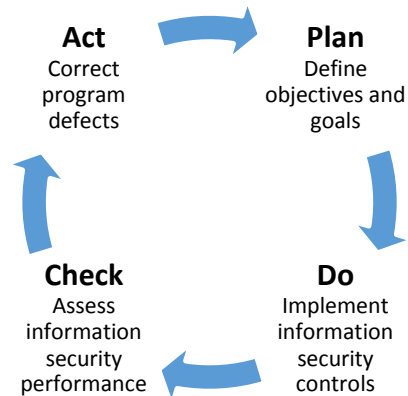 Act
Correct
program
defects
Plan
Define
objectives and
goals
Check
Assess
information
security
performance
Do
Implement
information
security
controls